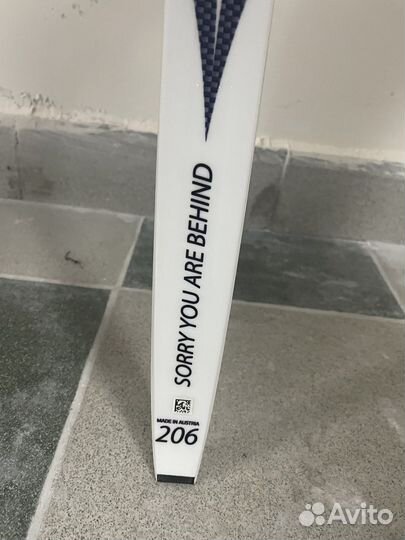 SORRY YOU ARE BEHIND
MADE IN AUSTRIA
206
Avito